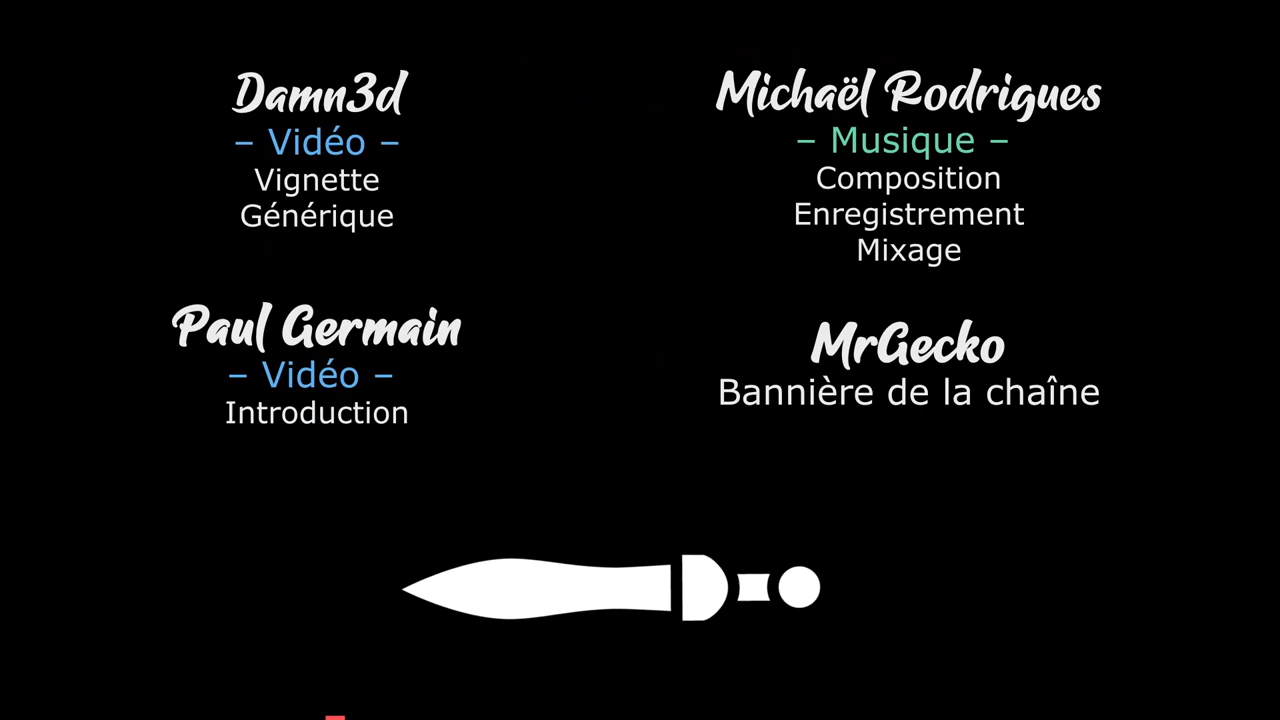 Damn3d
– Vidéo –
Vignette
Générique
Michaël Rodrigues
– Musique –
Composition
Enregistrement
Mixage
Paul Germain
– Vidéo –
Introduction
MrGecko
Bannière de la chaîne